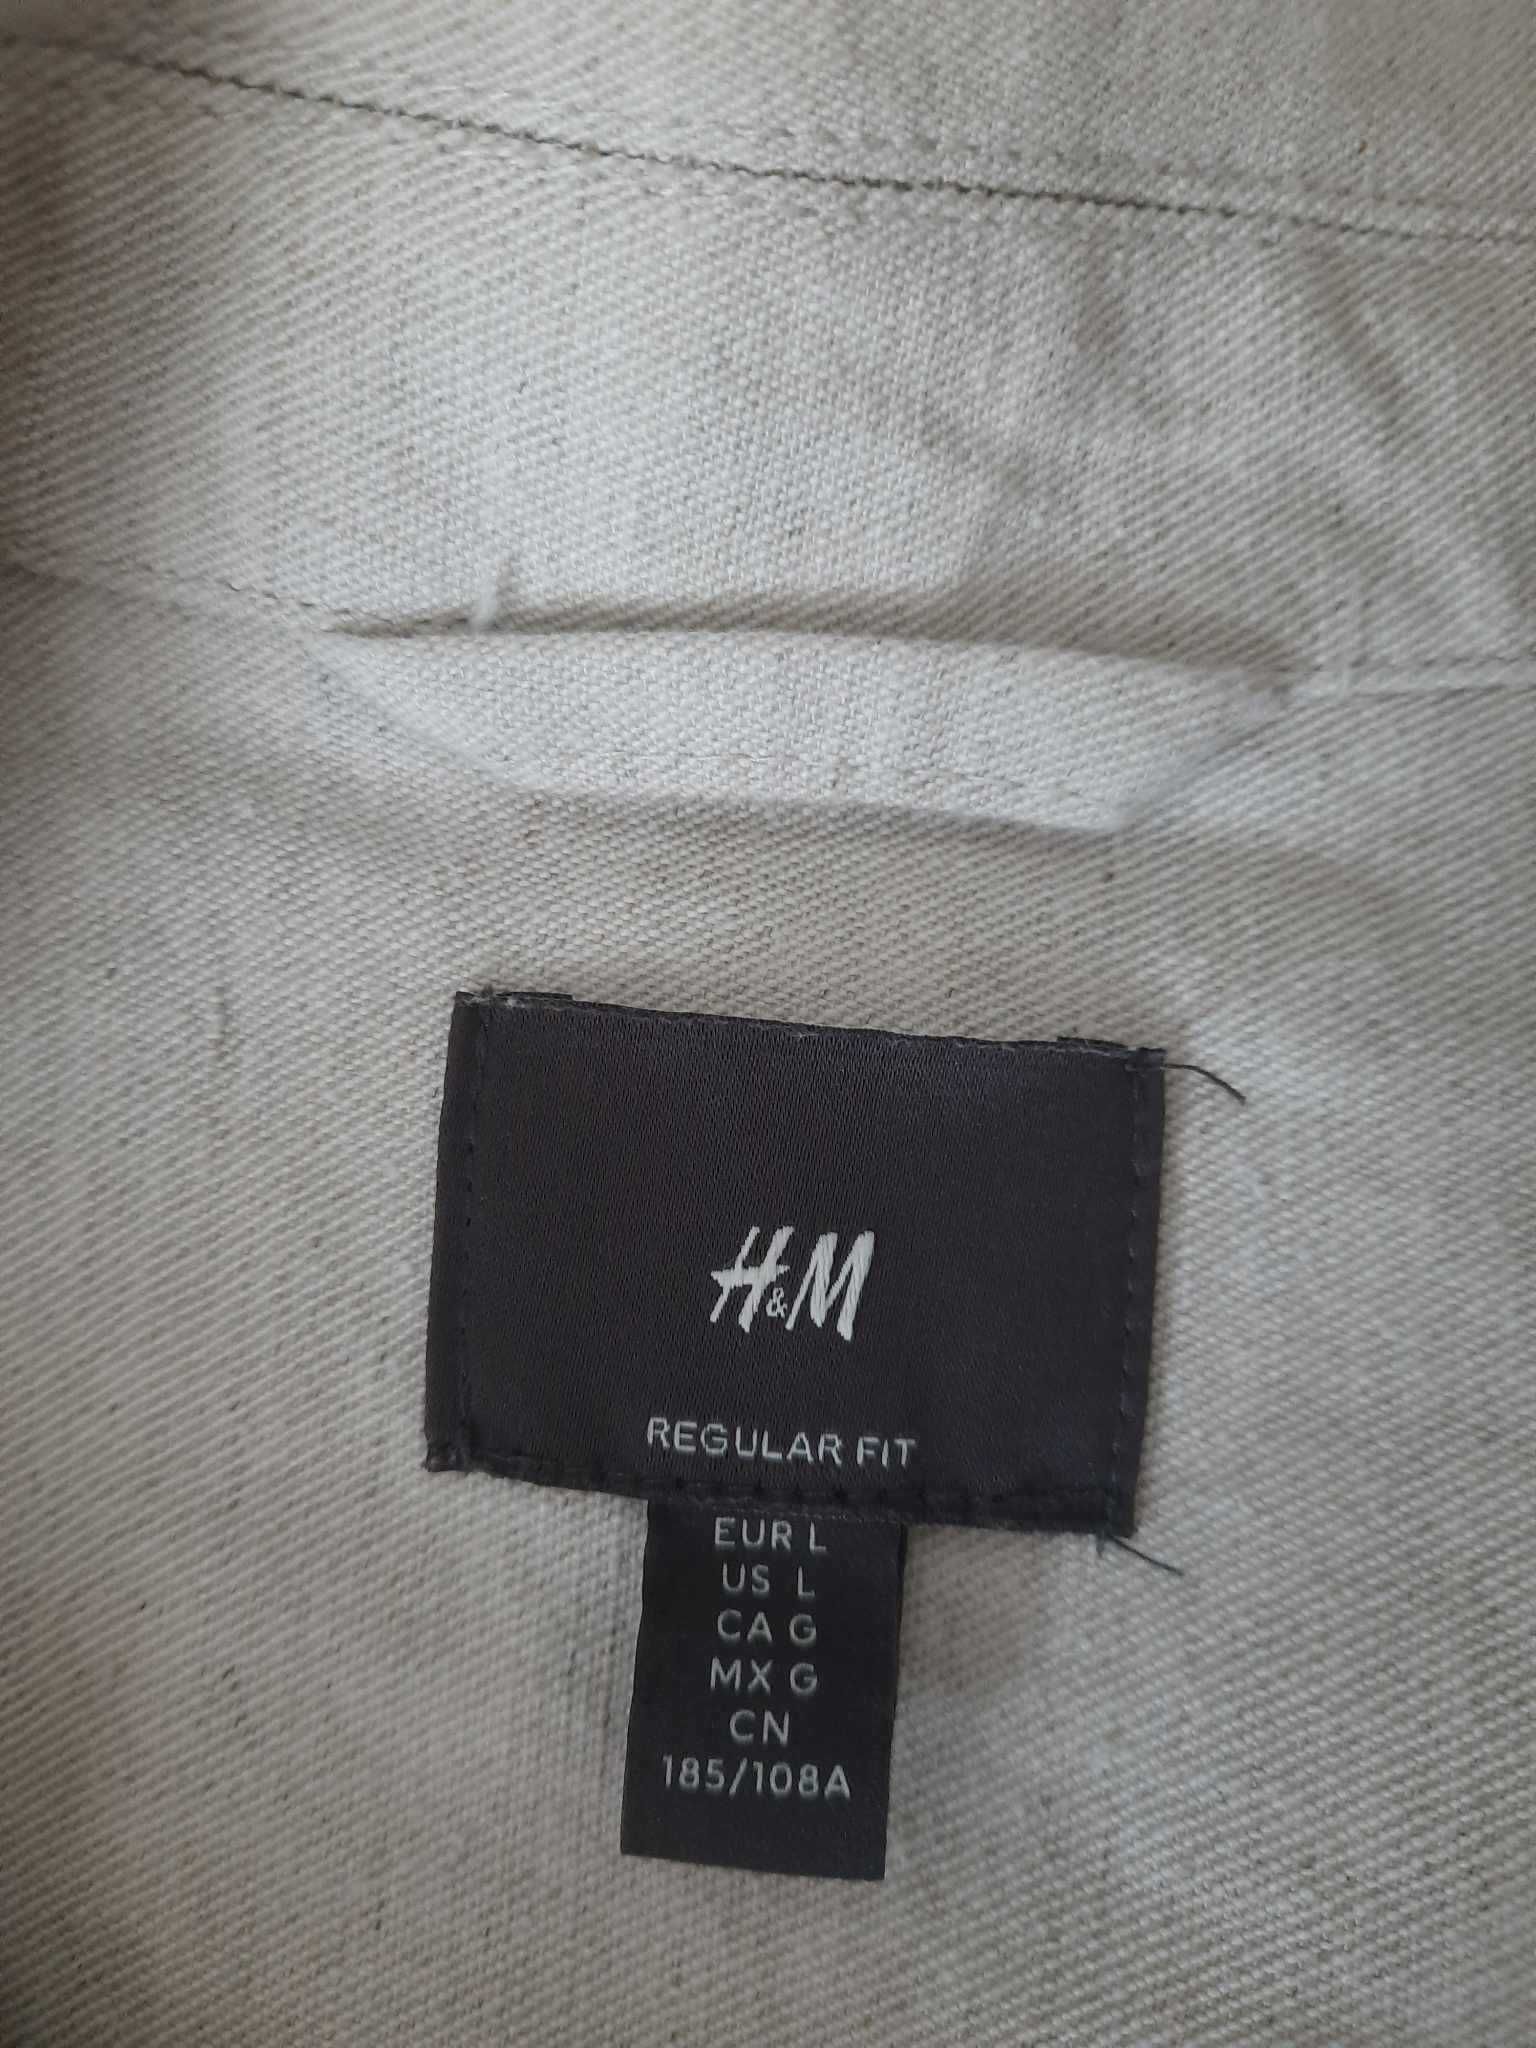 H&M
REGULAR FIT
EUR L
US L
CA G
MX G
CN
185/108A